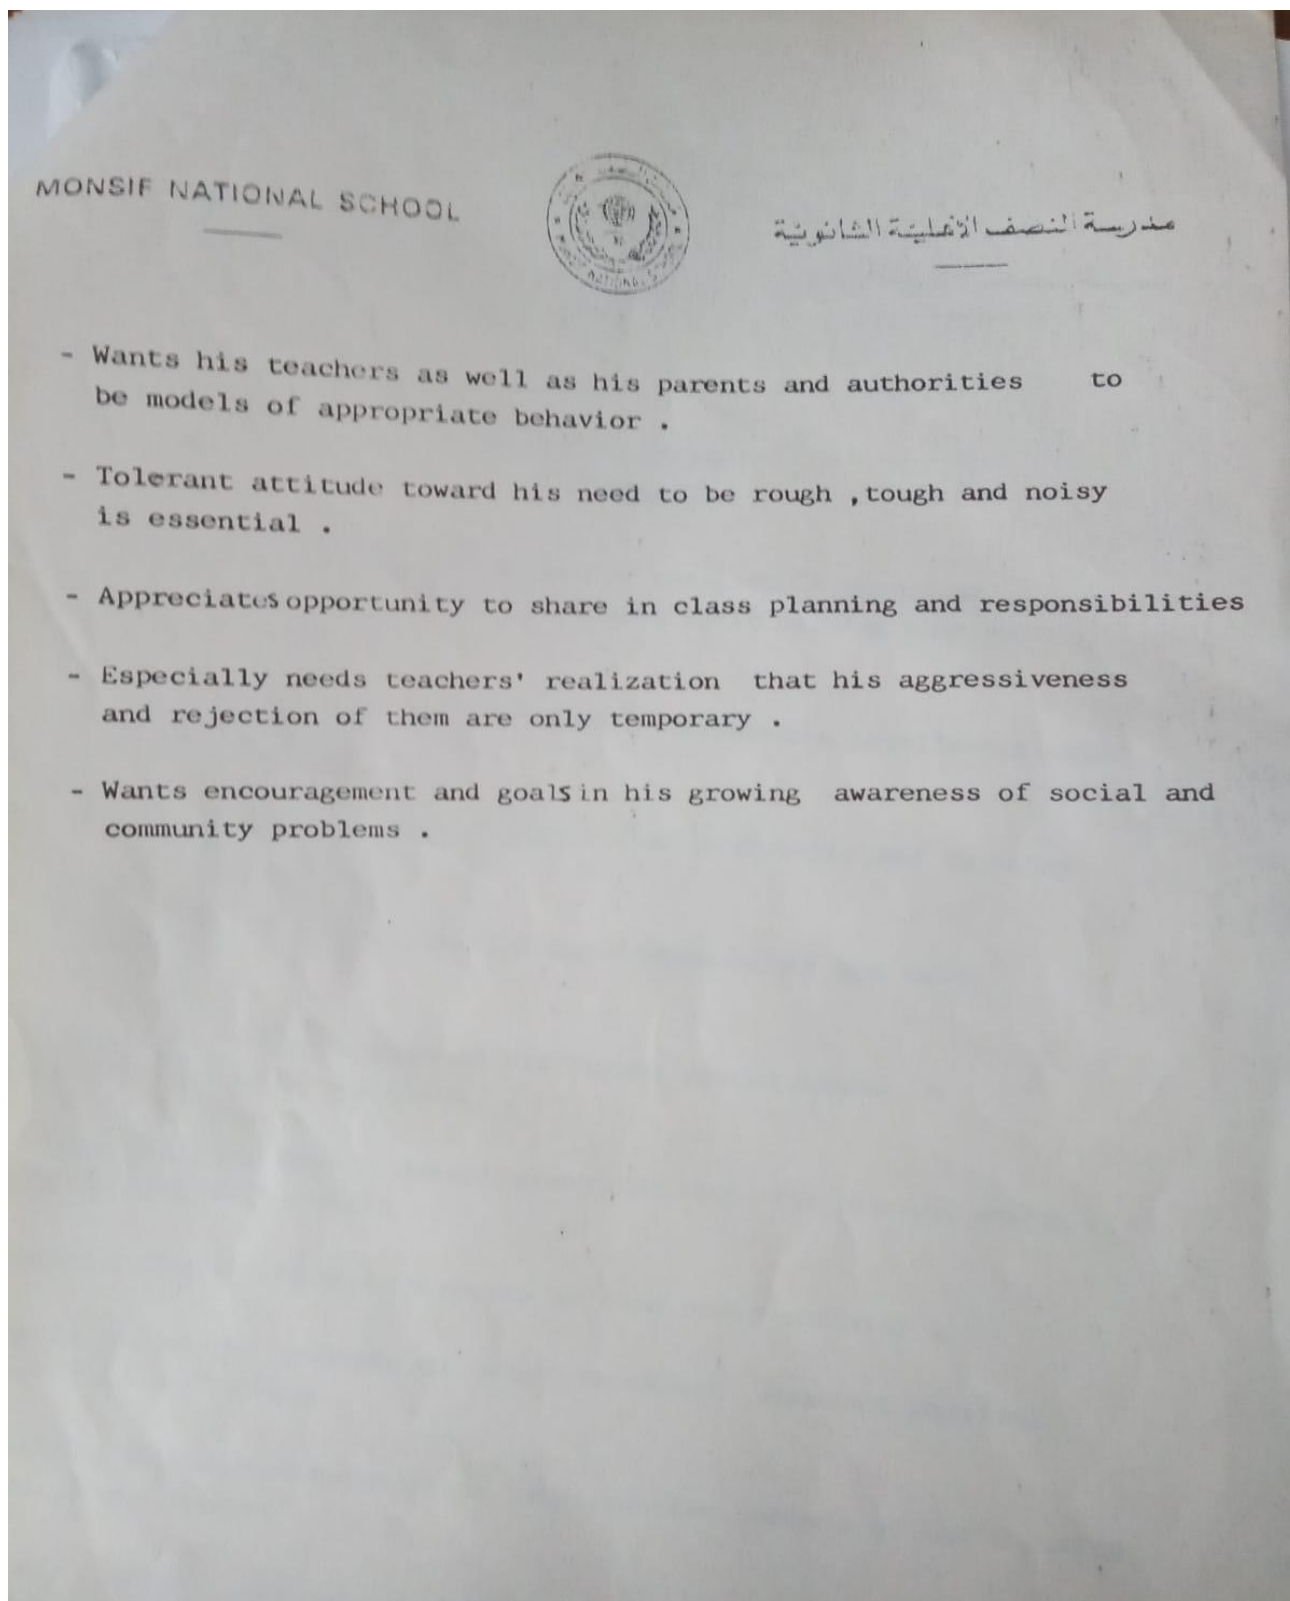 MONSIF NATIONAL SCHOOL
مدرسة المنصف الأهلية الثانوية
- Wants his teachers as well as his parents and authorities to
be models of appropriate behavior .
- Tolerant attitude toward his need to be rough ,tough and noisy
is essential .
- Appreciates opportunity to share in class planning and responsibilities
- Especially needs teachers' realization that his aggressiveness
and rejection of them are only temporary .
- Wants encouragement and goals in his growing awareness of social and
community problems .